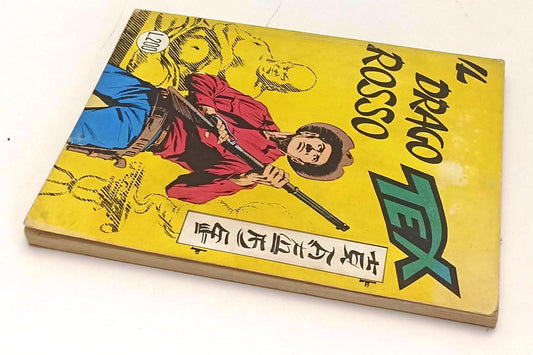 TEX
IL DRAGO
ROSSO
L.200